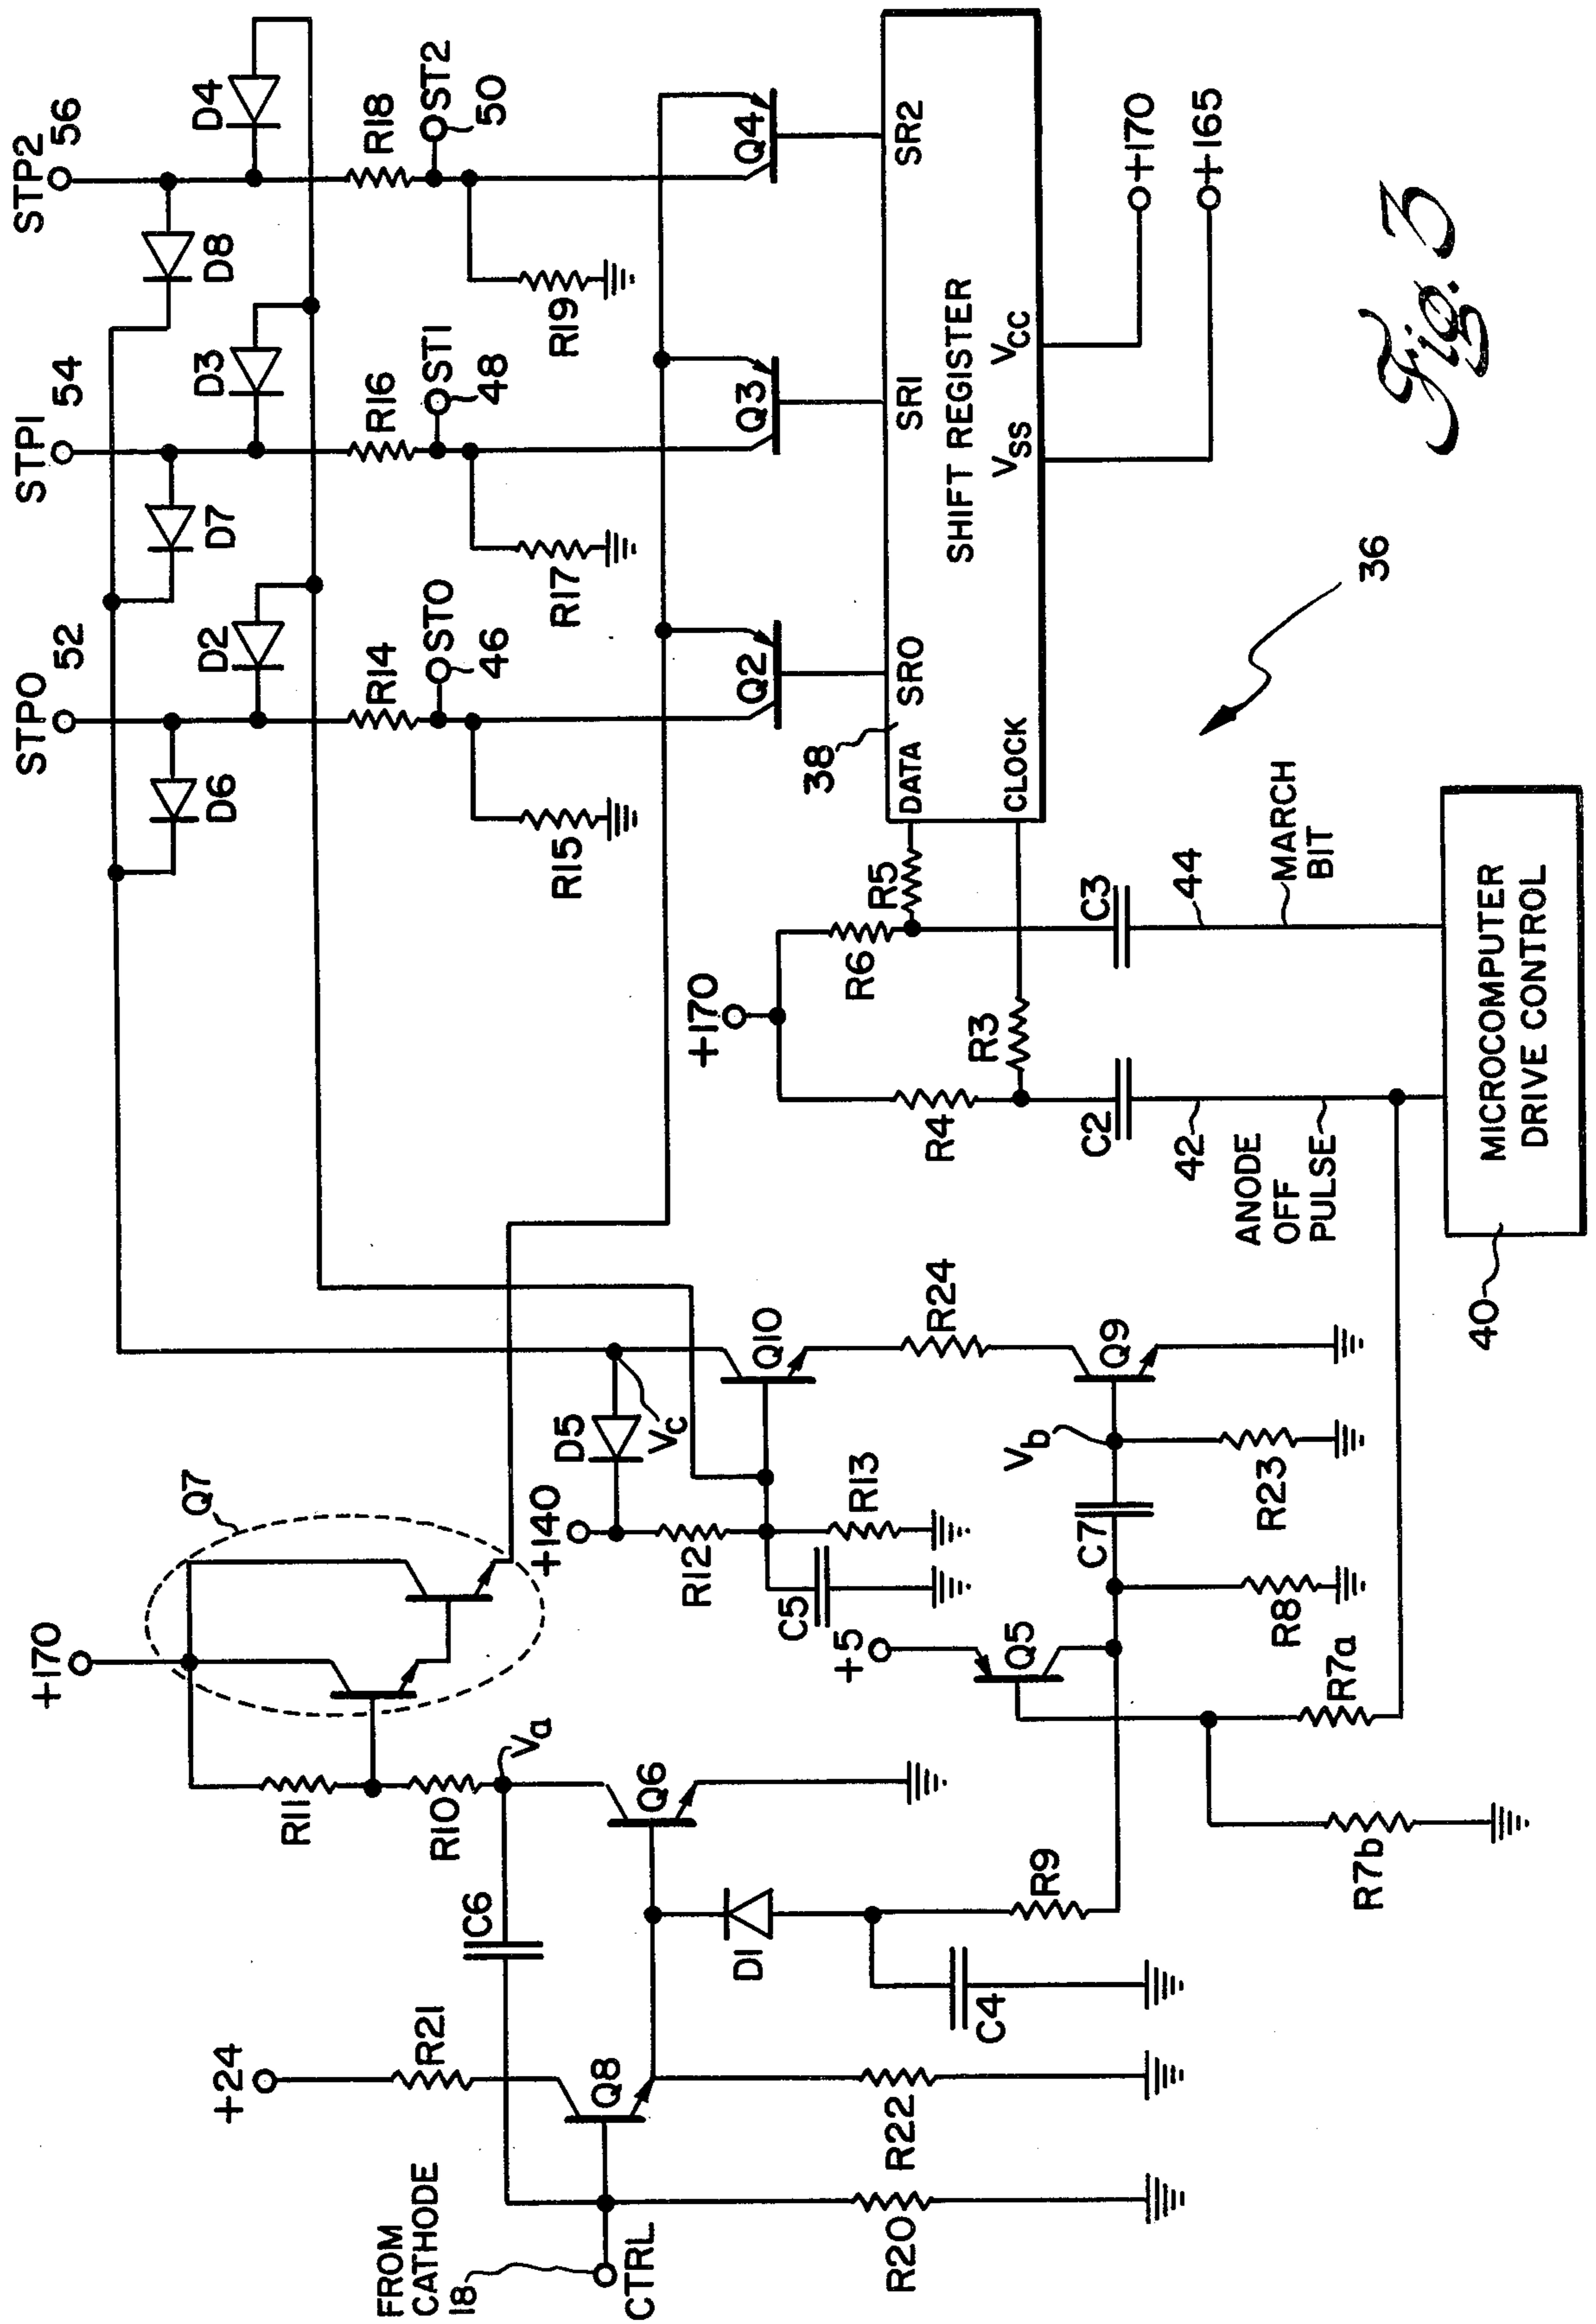 STP0
52
STP1
54
STP2
56
D6
D7
D8
D2
D3
D4
R14
R16
R18
ST0
46
ST1
48
ST2
50
R15
R17
R19
Q2
Q3
Q4
38
SR0
SR1
SR2
DATA
CLOCK
SHIFT REGISTER
VSS
VCC
+170
+165
36
+170
R6
R5
R4
R3
C2
C3
42
44
ANODE
OFF
PULSE
MARCH
BIT
MICROCOMPUTER
DRIVE CONTROL
40
+170
Q7
R11
R10
Va
+140
D5
Vc
R12
R13
C5
Q10
R24
Q9
Vb
C7
R23
R8
+5
Q5
R7a
R7b
C6
Q6
D1
R9
C4
+24
R21
Q8
R22
R20
FROM
CATHODE
18
CTRL
Fig. 3